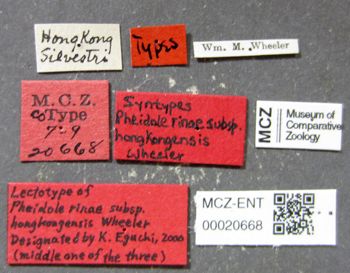 HongKong
Silvestri
Types
Wm. M. Wheeler
M.C.Z.
CoType
7-9
20668
Syntypes
Pheidole rinae subsp.
hongkongensis
Wheeler
MCZ
Museum of
Comparative
Zoology
Lectotype of
Pheidole rinae subsp.
hongkongensis Wheeler
Designated by K. Eguchi, 2000
(middle one of the three)
MCZ-ENT
00020668